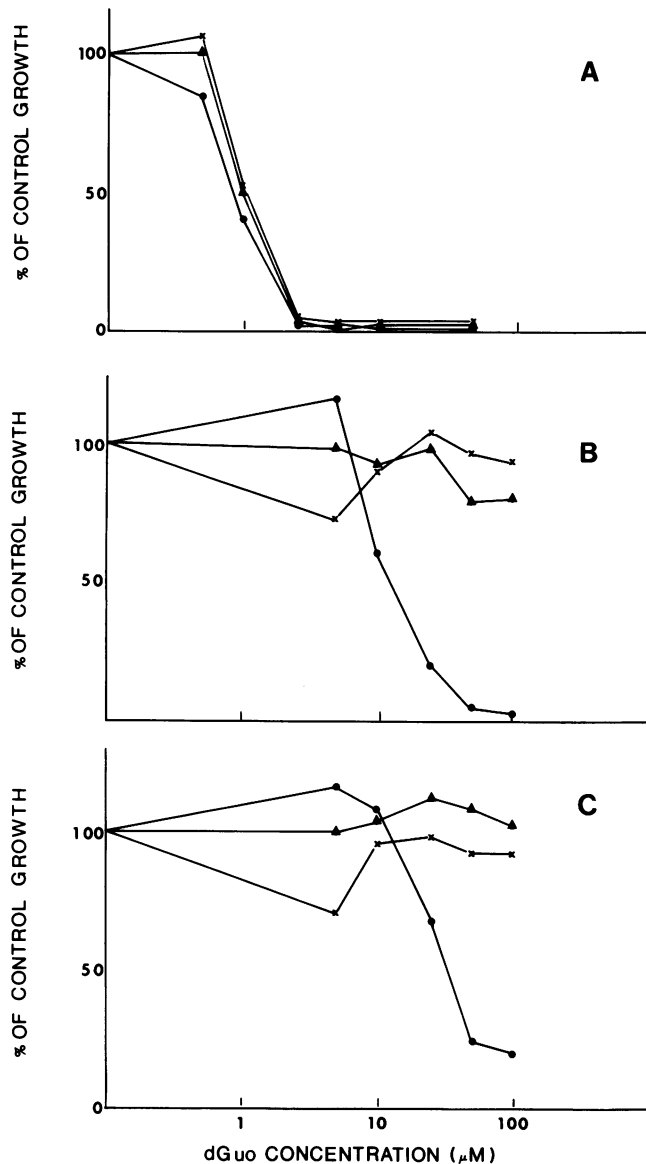 % OF CONTROL GROWTH
100
50
0
A
% OF CONTROL GROWTH
100
50
B
% OF CONTROL GROWTH
100
50
0
C
1 10 100
dGuo CONCENTRATION (μM)